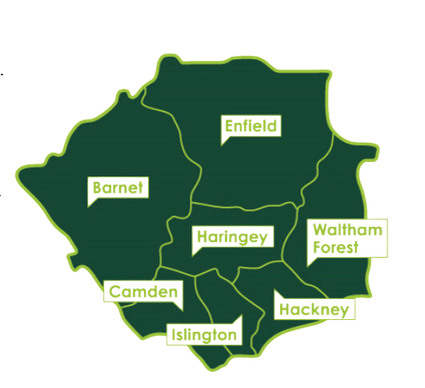 Enfield
Barnet
Haringey
Waltham
Forest
Camden
Hackney
Islington